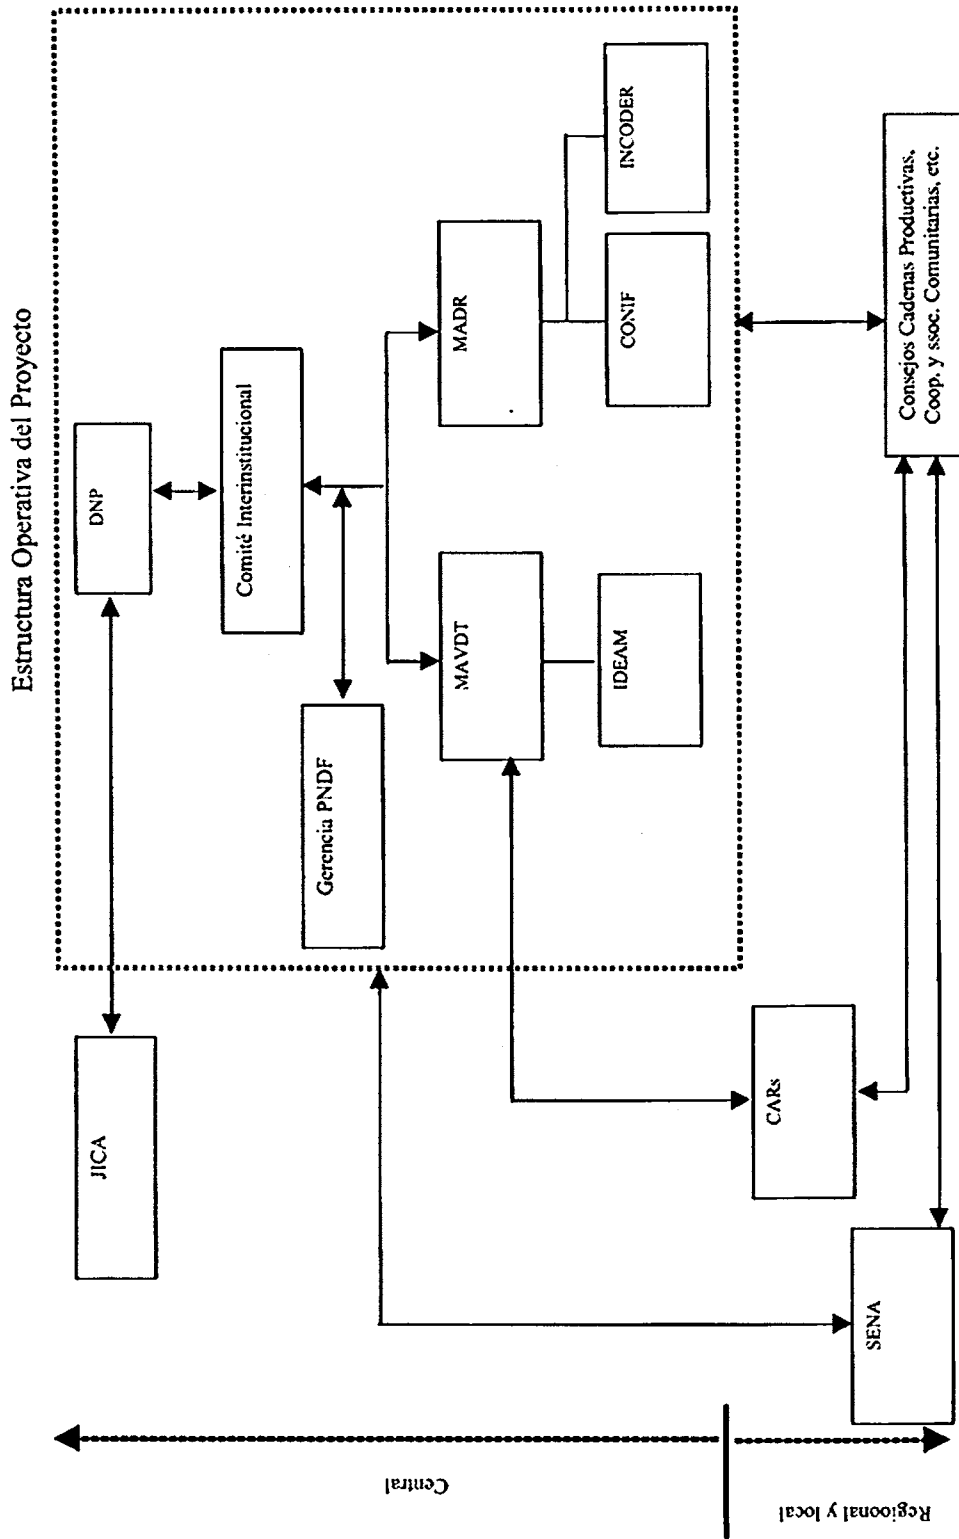 Estructura Operativa del Proyecto
JICA
DNP
Comité Interinstitucional
Gerencia PNDF
MAVDT
MADR
IDEAM
CONIF
INCODER
CARs
SENA
Consejos Cadenas Productivas.
Coop. y ssoc. Comunitarias, etc.
Central
Regioonal y local